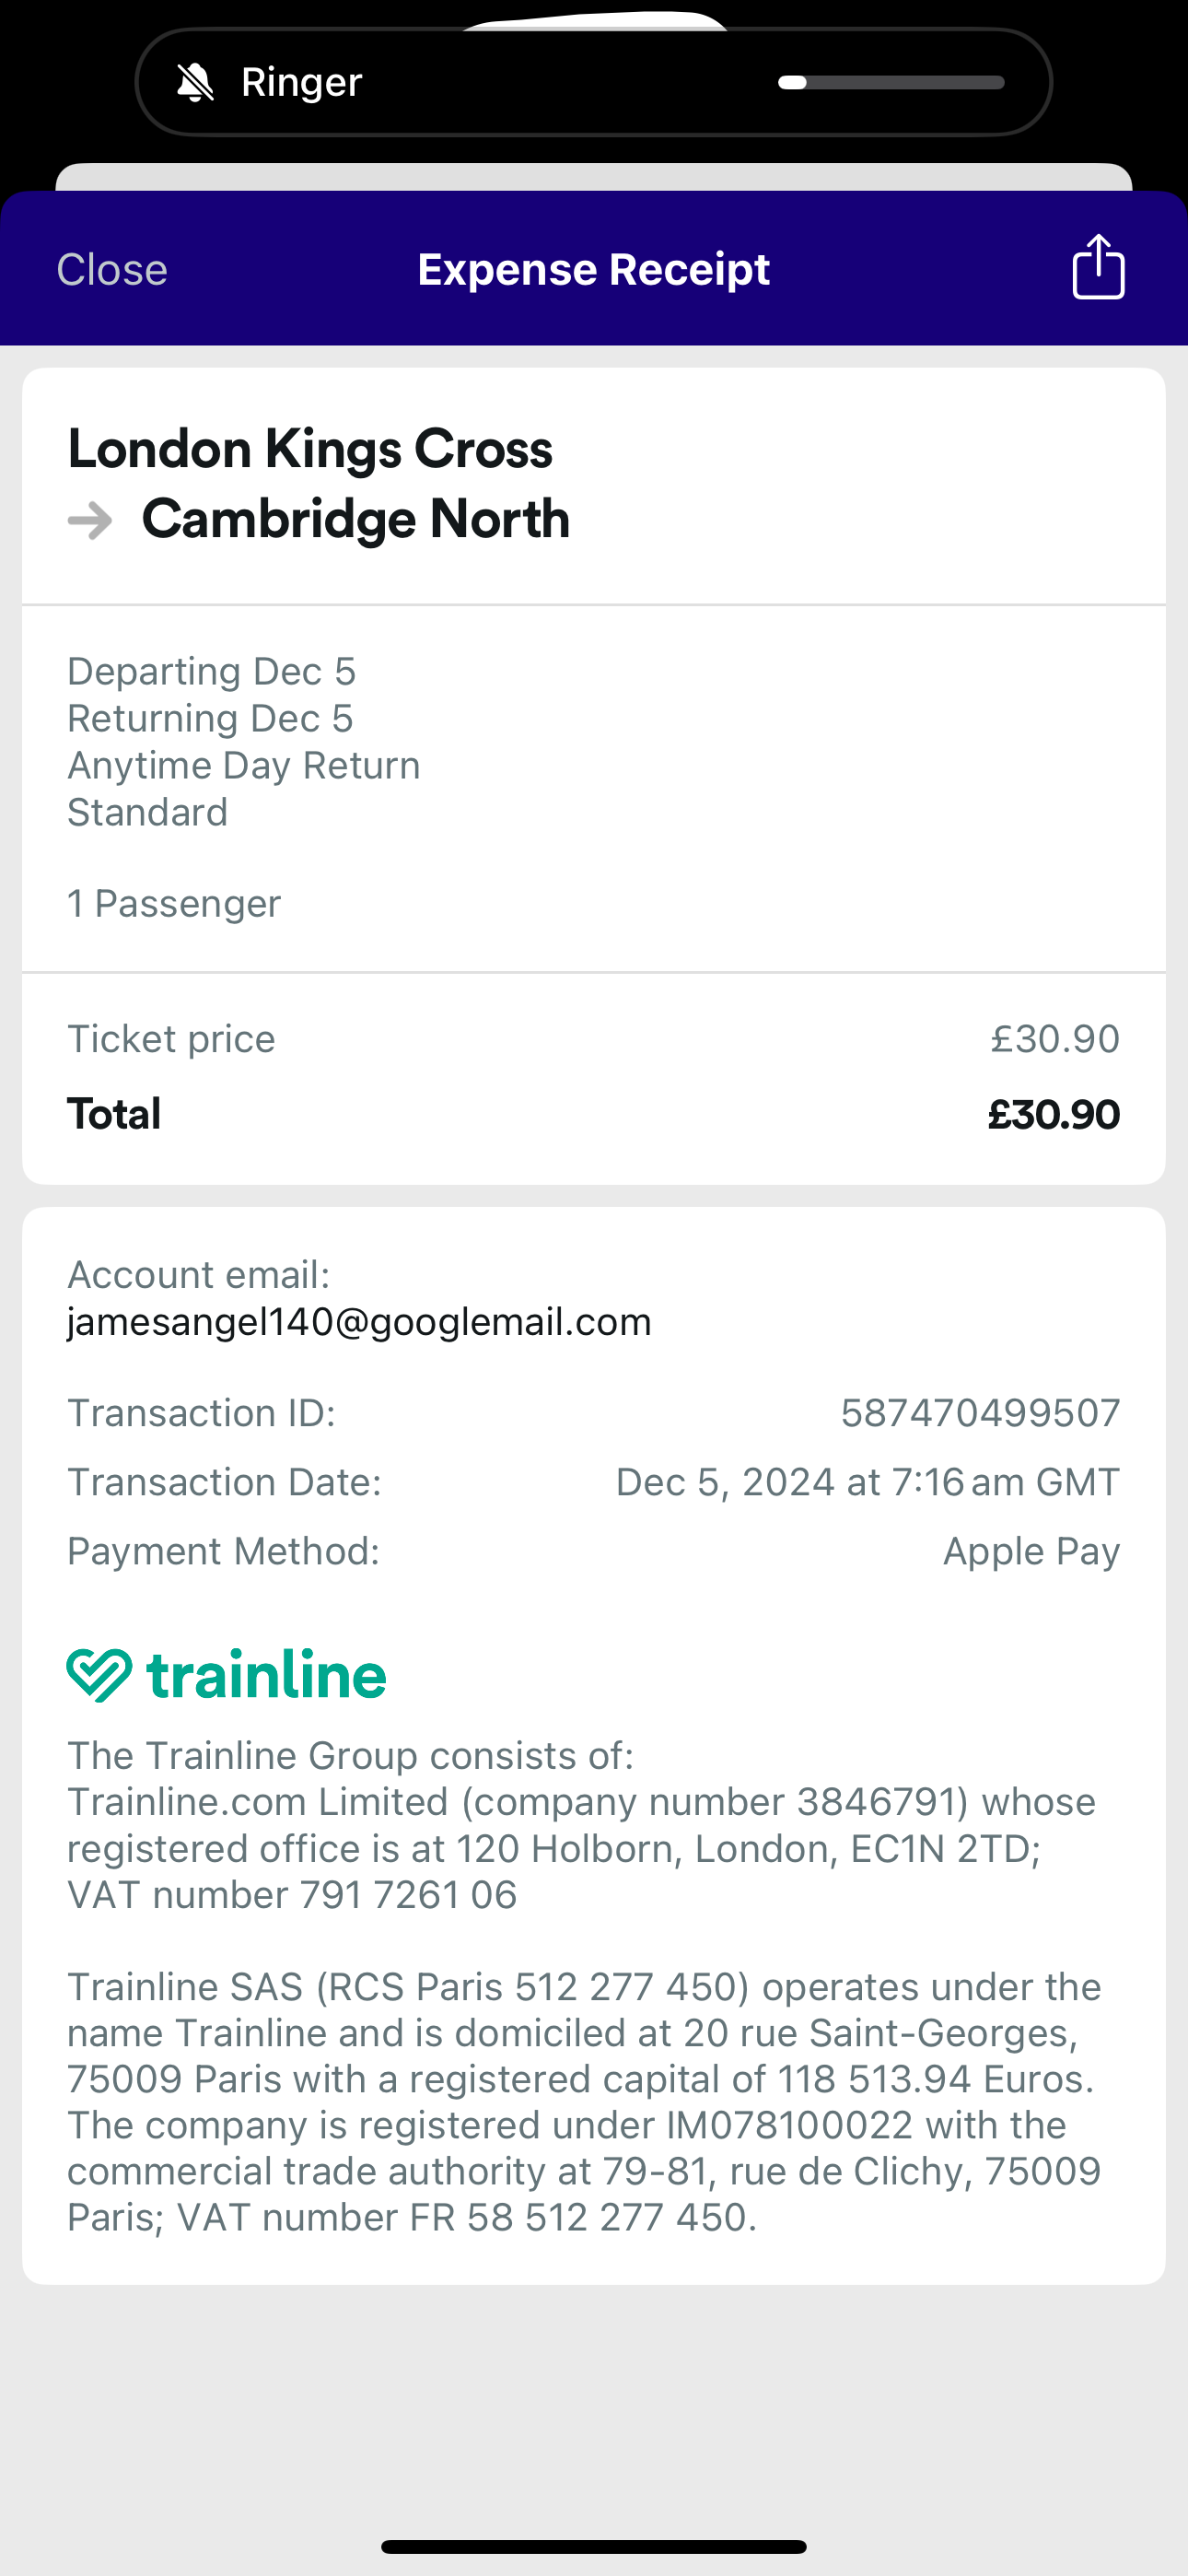 Ringer
Close
Expense Receipt
London Kings Cross
→ Cambridge North
Departing Dec 5
Returning Dec 5
Anytime Day Return
Standard
1 Passenger
Ticket price £30.90
Total £30.90
Account email:
jamesangel140@googlemail.com
Transaction ID: 587470499507
Transaction Date: Dec 5, 2024 at 7:16 am GMT
Payment Method: Apple Pay
trainline
The Trainline Group consists of:
Trainline.com Limited (company number 3846791) whose
registered office is at 120 Holborn, London, EC1N 2TD;
VAT number 791 7261 06
Trainline SAS (RCS Paris 512 277 450) operates under the
name Trainline and is domiciled at 20 rue Saint-Georges,
75009 Paris with a registered capital of 118 513.94 Euros.
The company is registered under IM078100022 with the
commercial trade authority at 79-81, rue de Clichy, 75009
Paris; VAT number FR 58 512 277 450.